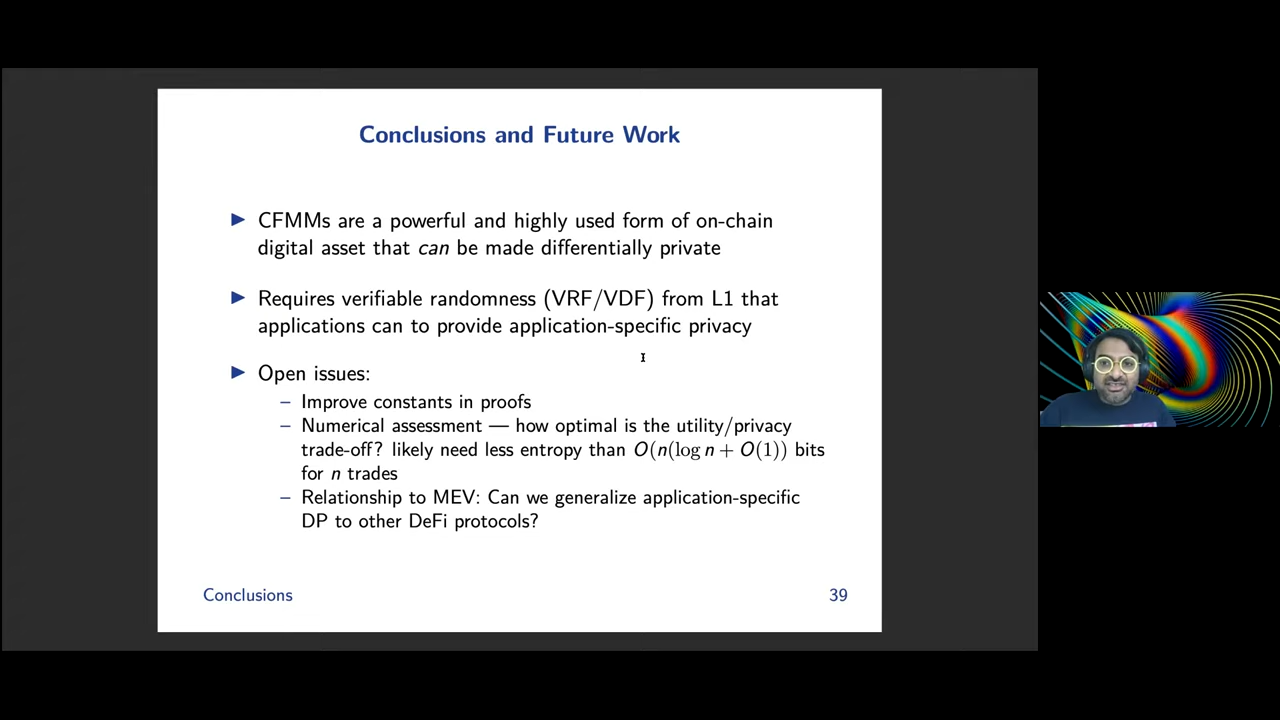 Conclusions and Future Work
▶ CFMMs are a powerful and highly used form of on-chain
digital asset that can be made differentially private
▶ Requires verifiable randomness (VRF/VDF) from L1 that
applications can to provide application-specific privacy
▶ Open issues:
– Improve constants in proofs
– Numerical assessment — how optimal is the utility/privacy
trade-off? likely need less entropy than O(n(log n + O(1)) bits
for n trades
– Relationship to MEV: Can we generalize application-specific
DP to other DeFi protocols?
Conclusions 39